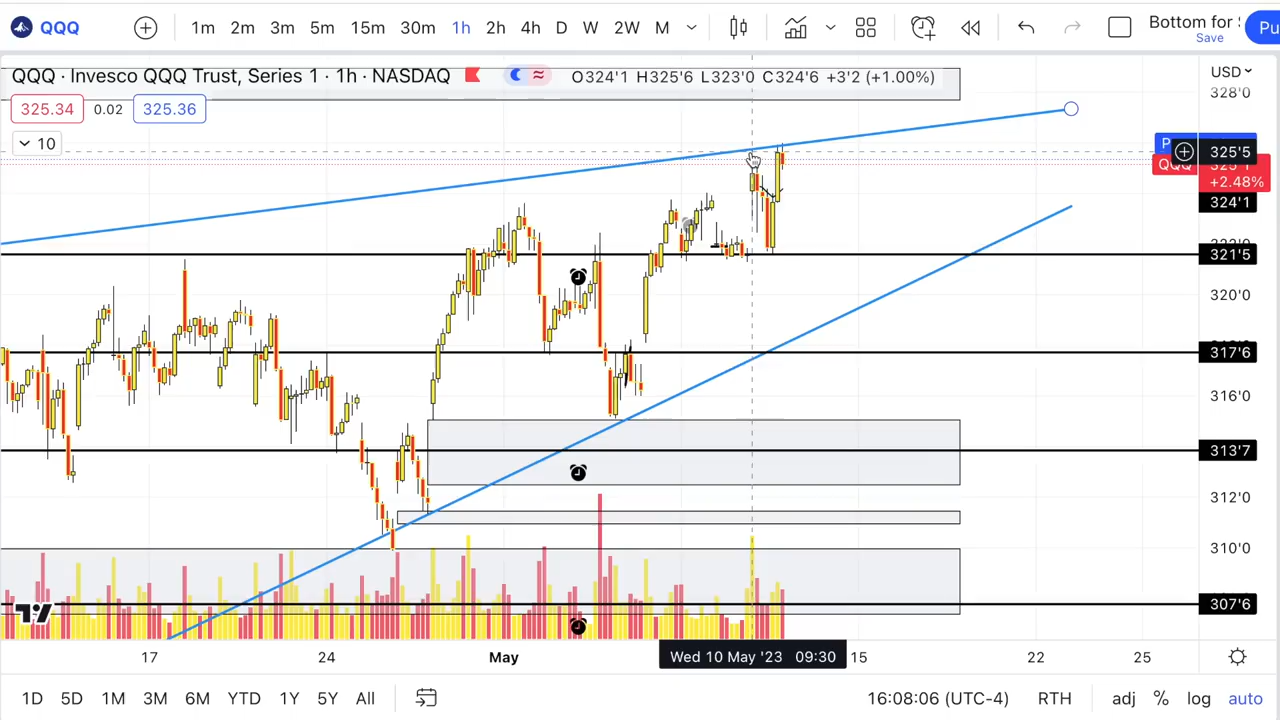 QQQ 1m 2m 3m 5m 15m 30m 1h 2h 4h D W 2W M Bottom for Save Pu
QQQ · Invesco QQQ Trust, Series 1 · 1h · NASDAQ O324'1 H325'6 L323'0 C324'6 +3'2 (+1.00%) USD
328'0
325.34 0.02 325.36
10
P 325'5
QQQ
+2.48%
324'1
321'5
320'0
317'6
316'0
313'7
312'0
310'0
307'6
17 24 May Wed 10 May '23 09:30 15 22 25
1D 5D 1M 3M 6M YTD 1Y 5Y All 16:08:06 (UTC-4) RTH adj % log auto